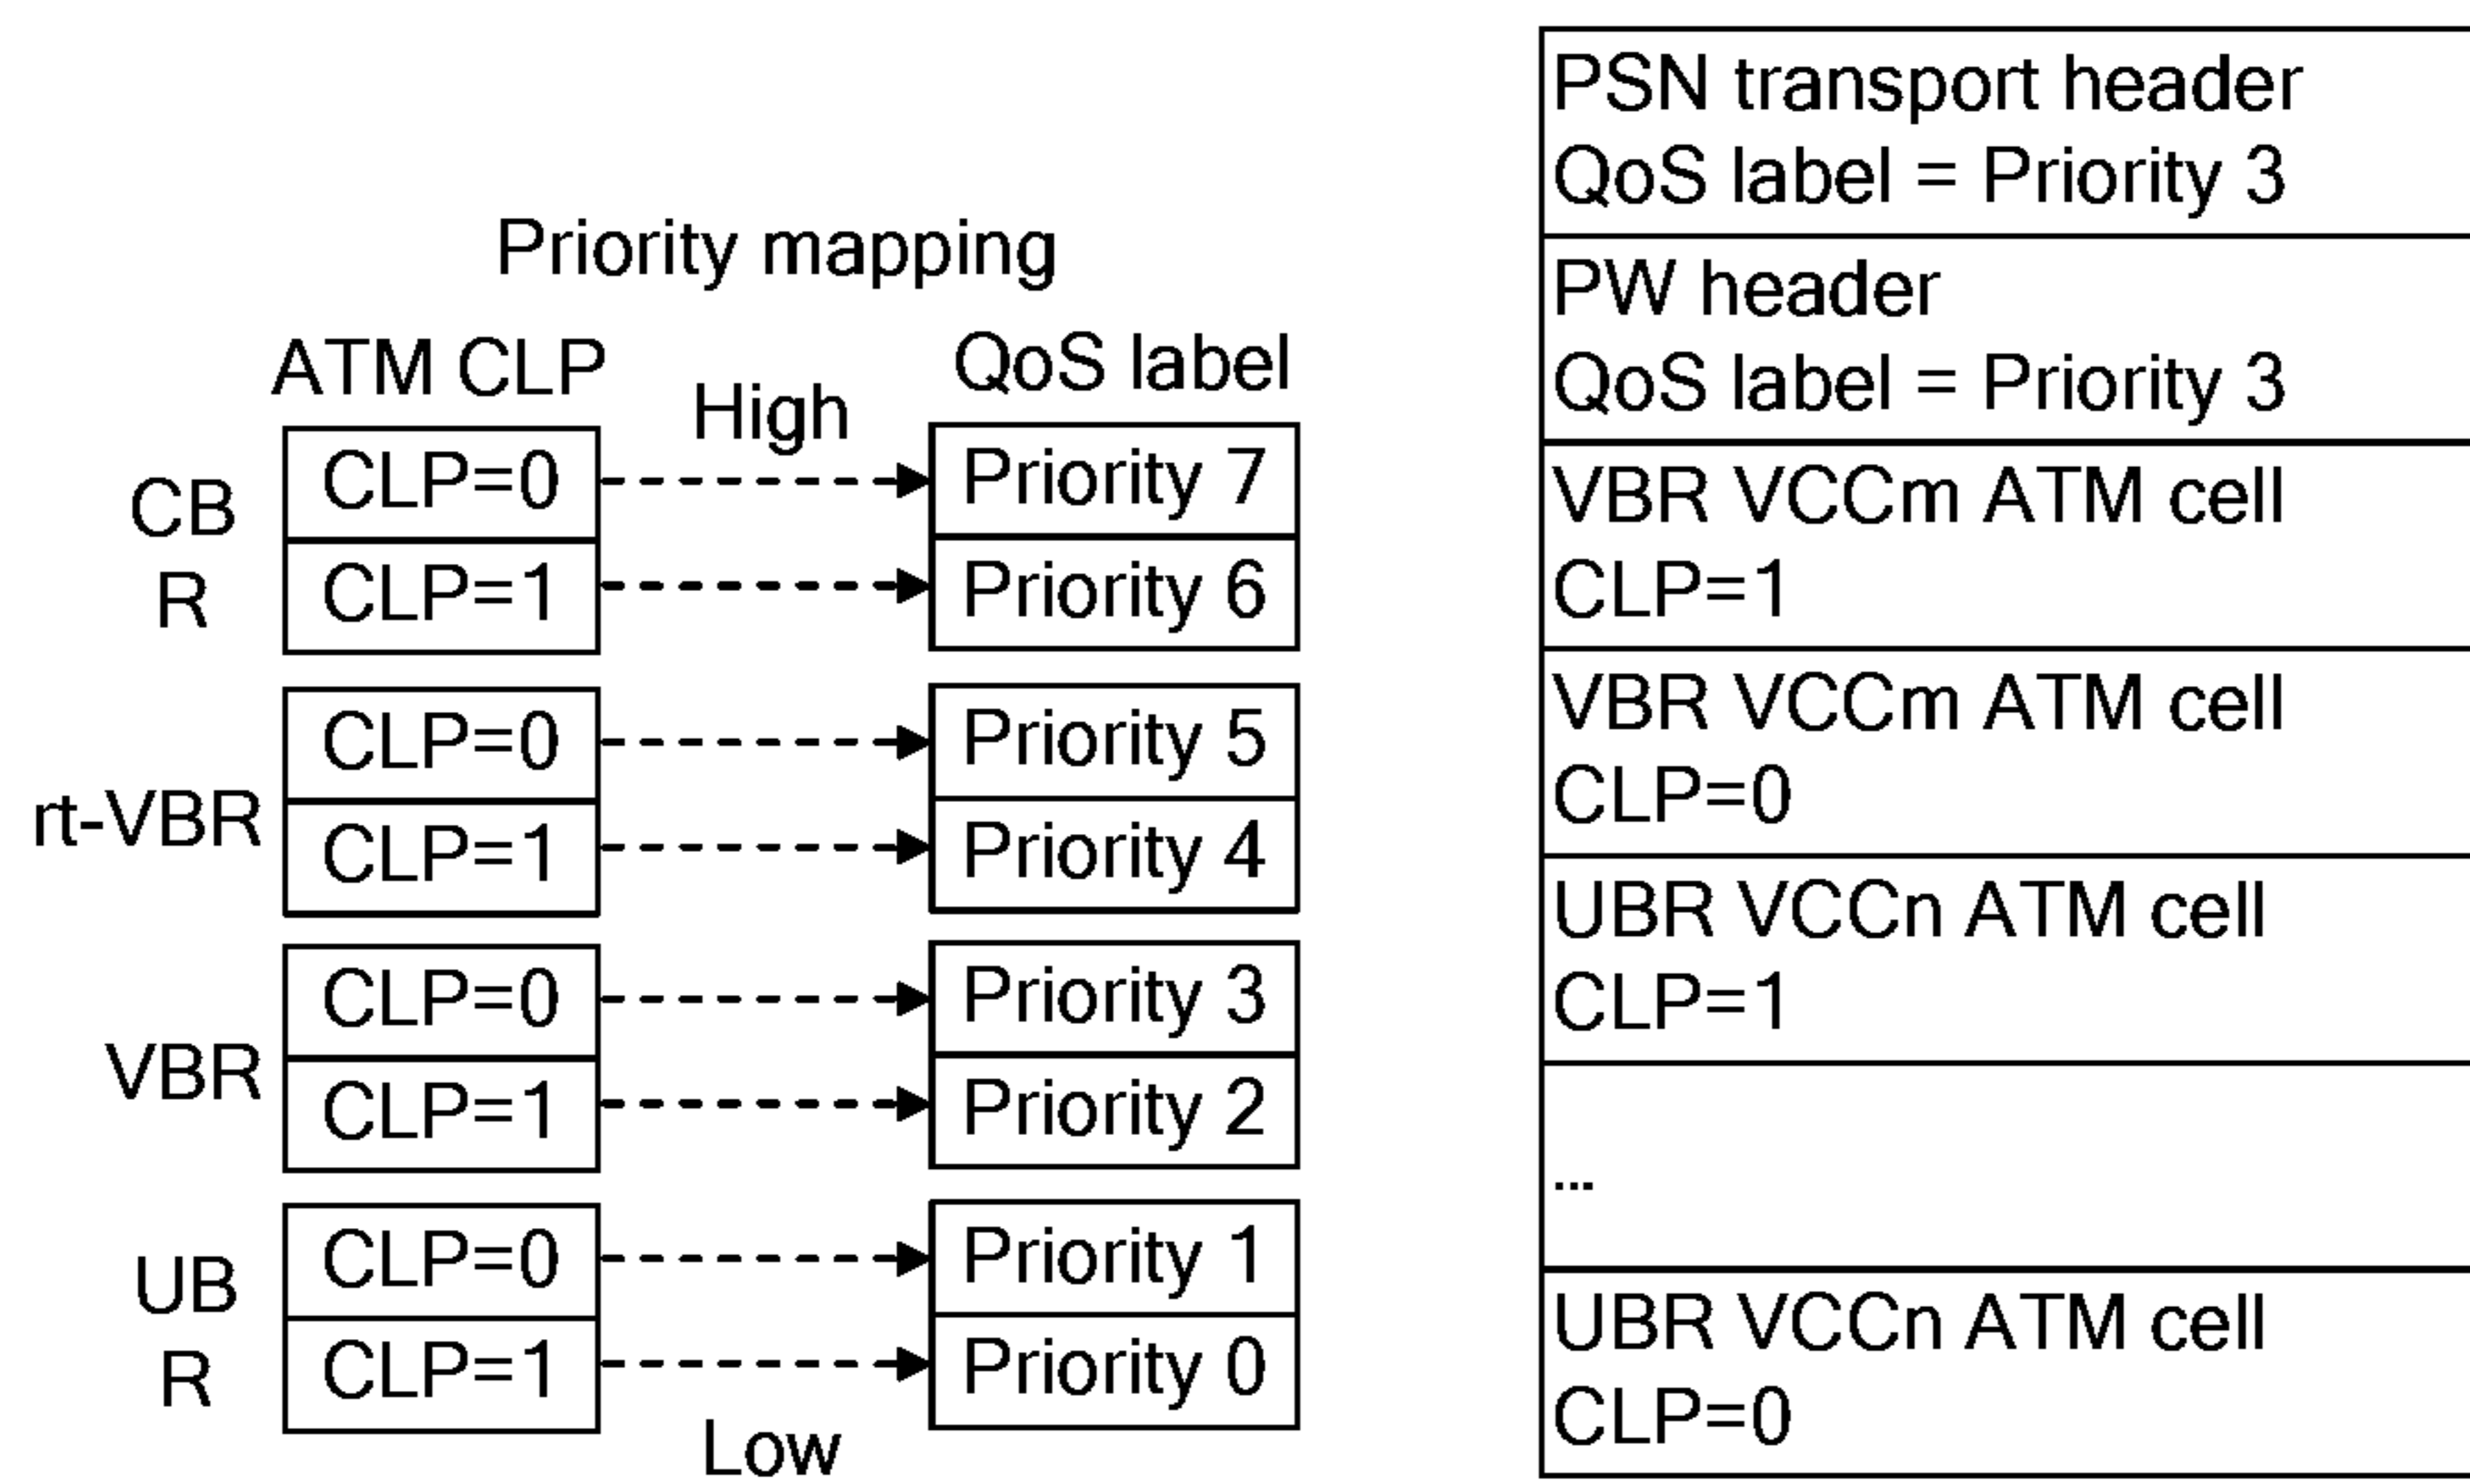 Priority mapping
ATM CLP
High
QoS label
CB
R
CLP=0
Priority 7
CLP=1
Priority 6
rt-VBR
CLP=0
Priority 5
CLP=1
Priority 4
VBR
CLP=0
Priority 3
CLP=1
Priority 2
UB
R
CLP=0
Priority 1
CLP=1
Priority 0
Low
PSN transport header
QoS label = Priority 3
PW header
QoS label = Priority 3
VBR VCCm ATM cell
CLP=1
VBR VCCm ATM cell
CLP=0
UBR VCCn ATM cell
CLP=1
...
UBR VCCn ATM cell
CLP=0